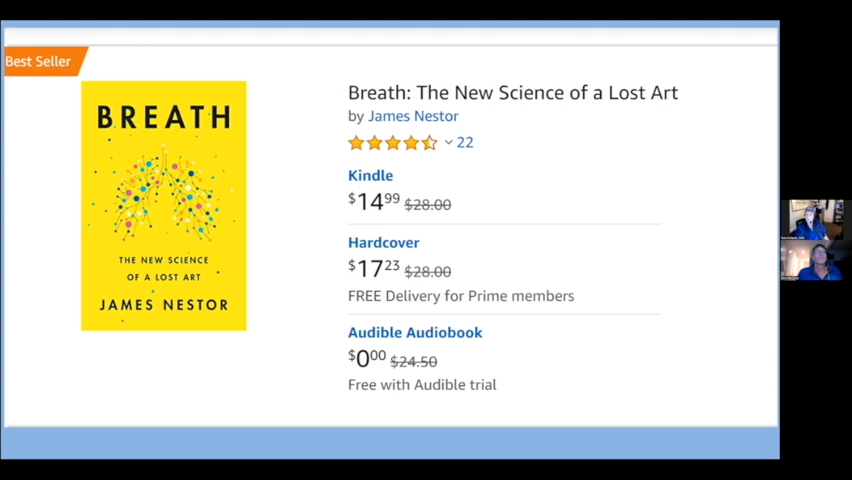 Best Seller
BREATH
THE NEW SCIENCE
OF A LOST ART
JAMES NESTOR
Breath: The New Science of a Lost Art
by James Nestor
22
Kindle
$14.99 $28.00
Hardcover
$17.23 $28.00
FREE Delivery for Prime members
Audible Audiobook
$0.00 $24.50
Free with Audible trial